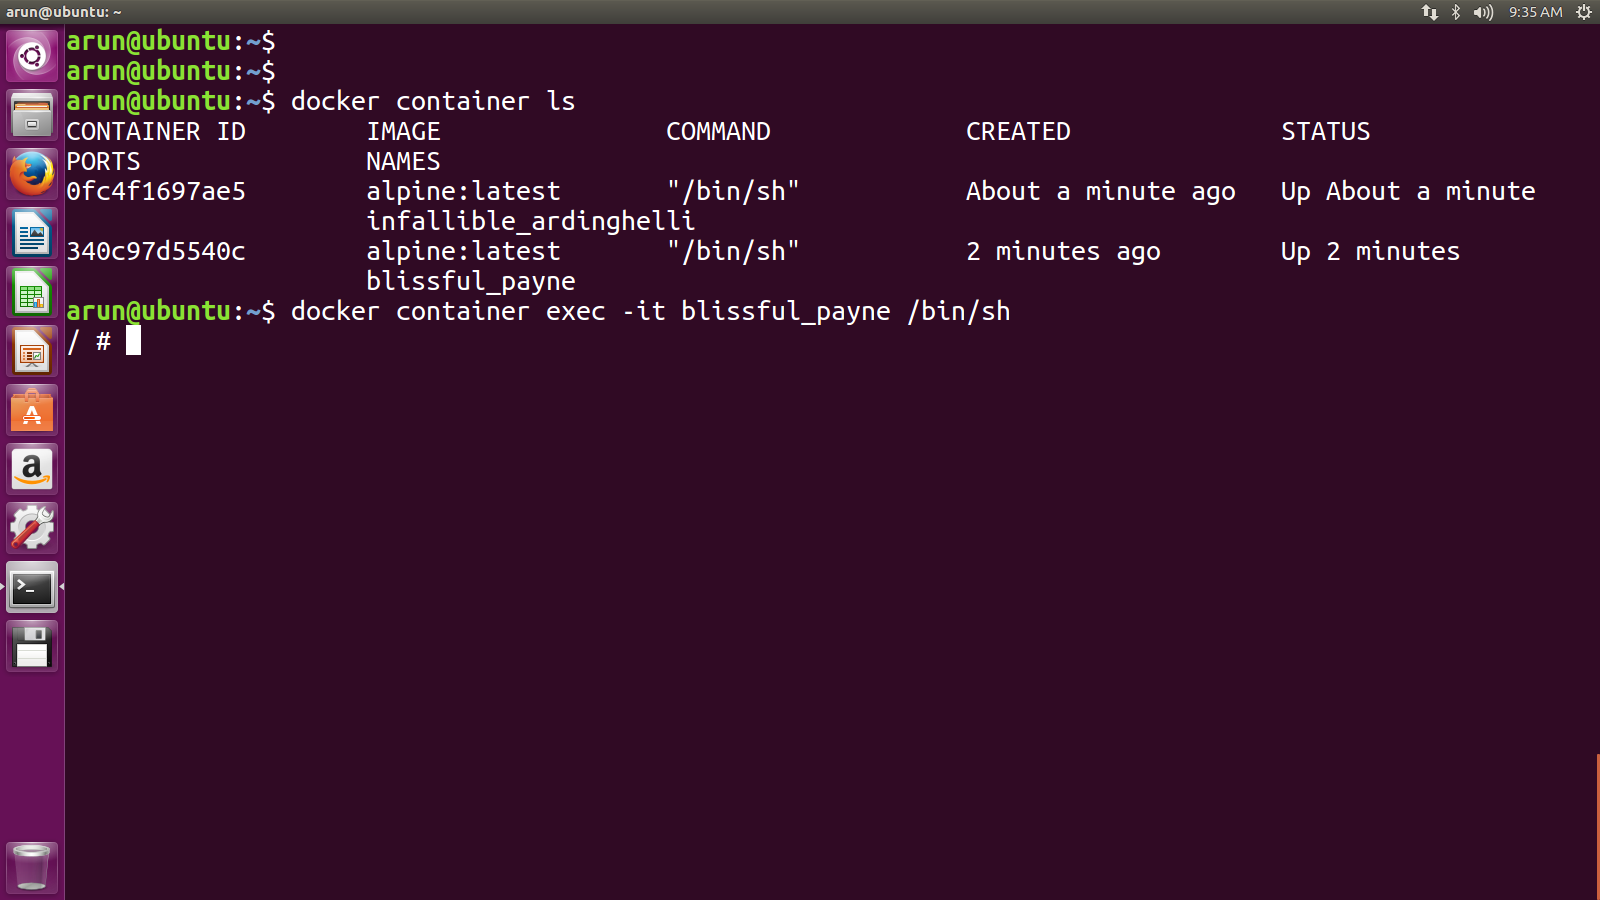 arun@ubuntu: ~
9:35 AM
arun@ubuntu:~$
arun@ubuntu:~$
arun@ubuntu:~$ docker container ls
CONTAINER ID        IMAGE               COMMAND             CREATED              STATUS
PORTS               NAMES
0fc4f1697ae5        alpine:latest       "/bin/sh"           About a minute ago   Up About a minute
                    infallible_ardinghelli
340c97d5540c        alpine:latest       "/bin/sh"           2 minutes ago        Up 2 minutes
                    blissful_payne
arun@ubuntu:~$ docker container exec -it blissful_payne /bin/sh
/ #